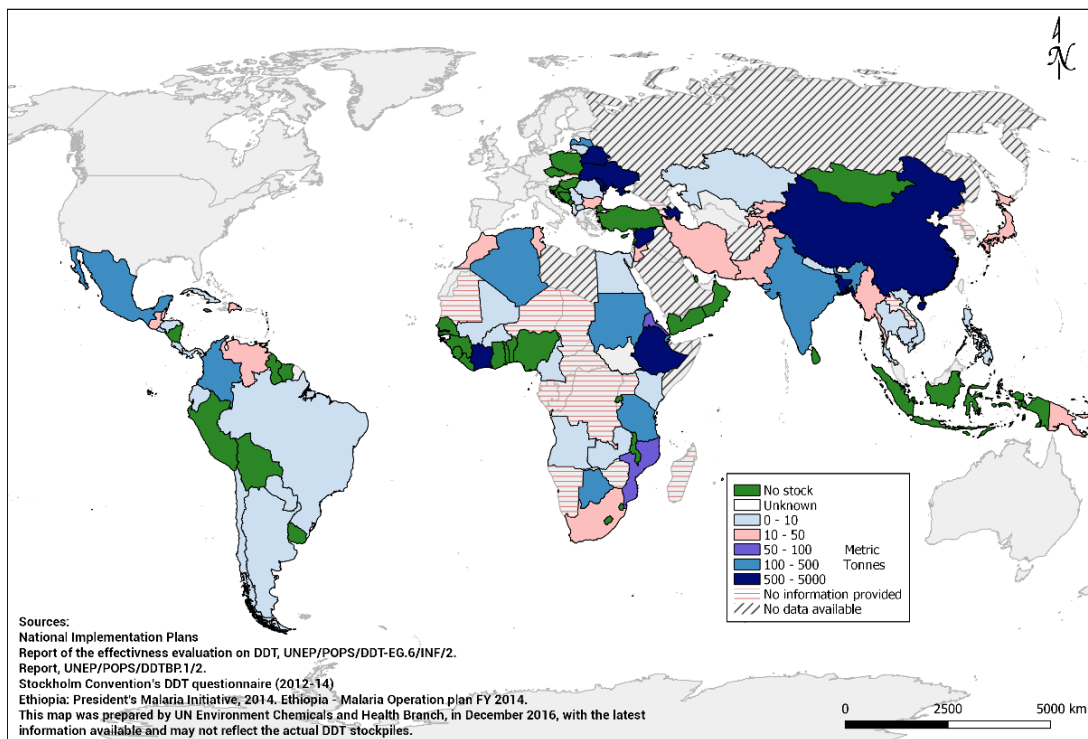 N
No stock
Unknown
0 - 10
10 - 50
50 - 100 Metric
100 - 500 Tonnes
500 - 5000
No information provided
No data available
Sources:
National Implementation Plans
Report of the effectivness evaluation on DDT, UNEP/POPS/DDT-EG.6/INF/2.
Report, UNEP/POPS/DDTBP.1/2.
Stockholm Convention's DDT questionnaire (2012-14)
Ethiopia: President's Malaria Initiative, 2014. Ethiopia - Malaria Operation plan FY 2014.
This map was prepared by UN Environment Chemicals and Health Branch, in December 2016, with the latest
information available and may not reflect the actual DDT stockpiles.
0 2500 5000 km